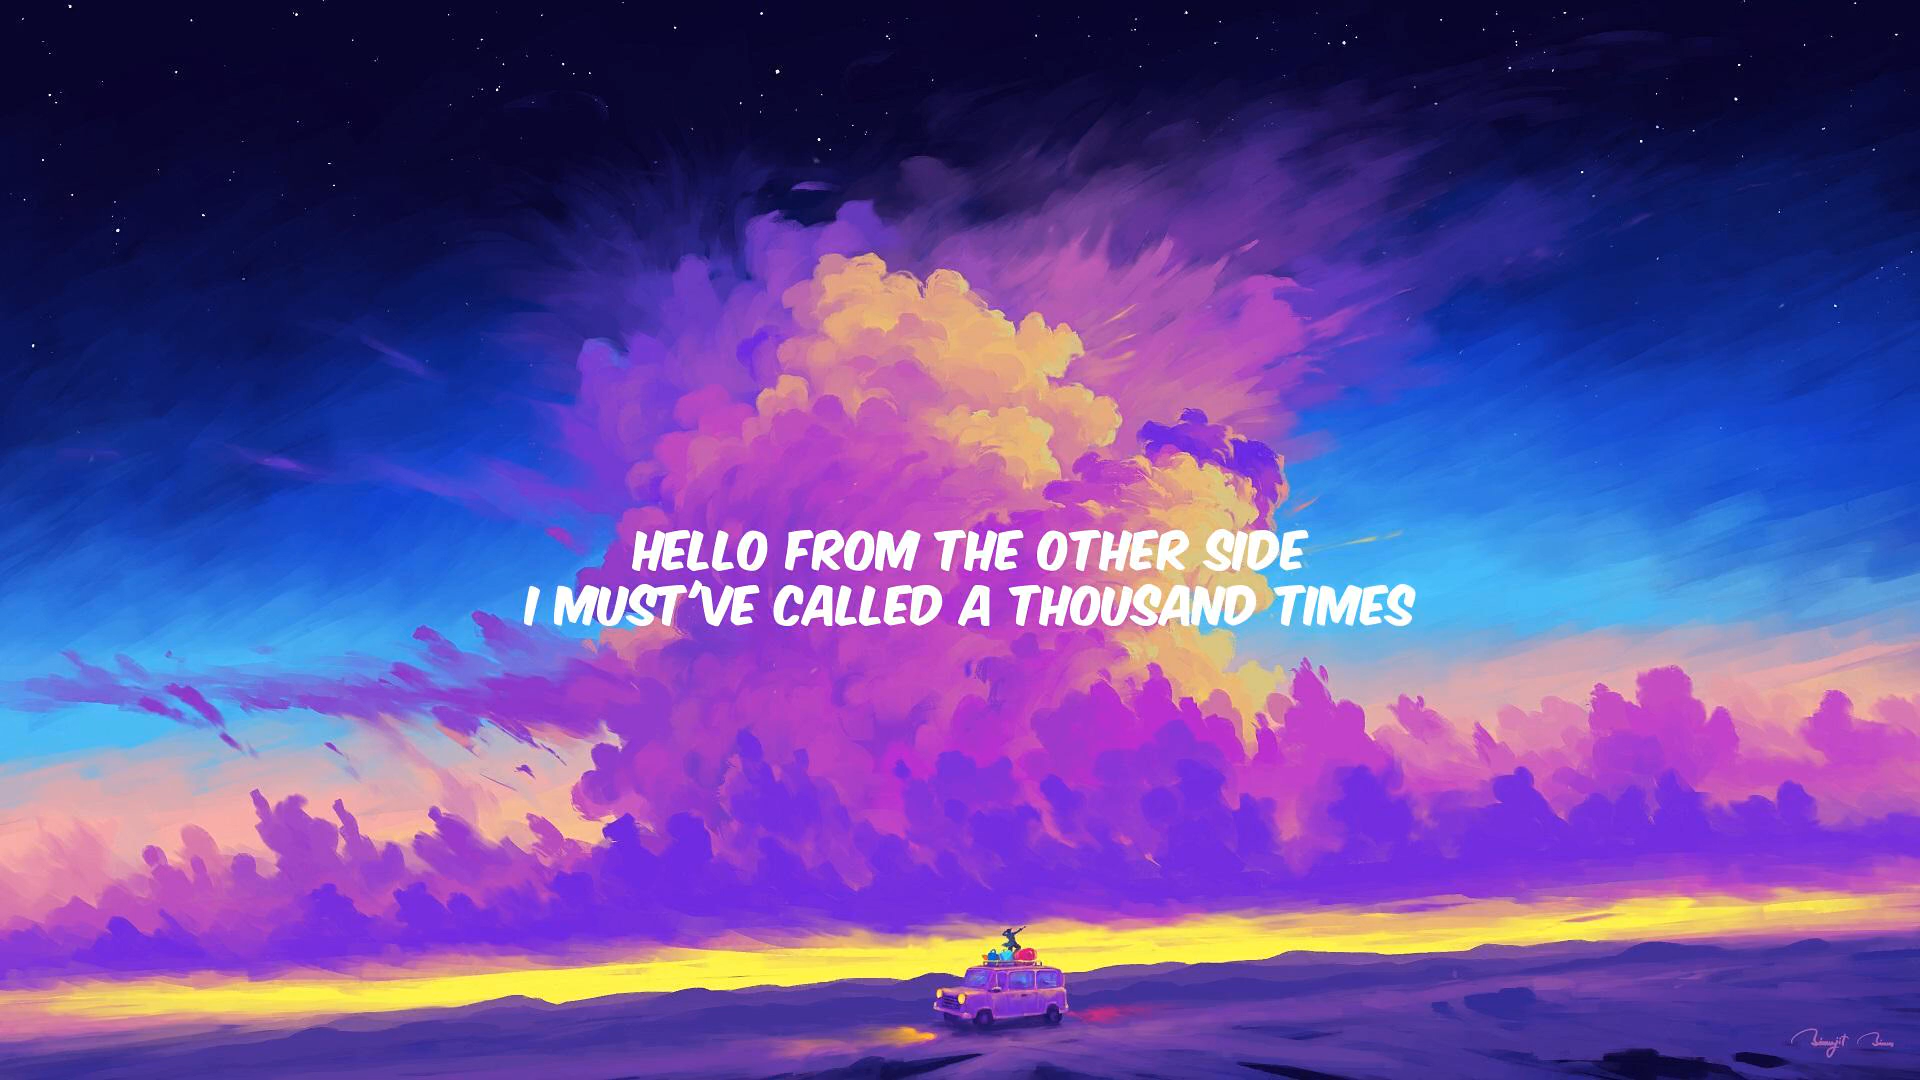 HELLO FROM THE OTHER SIDE
I MUST'VE CALLED A THOUSAND TIMES